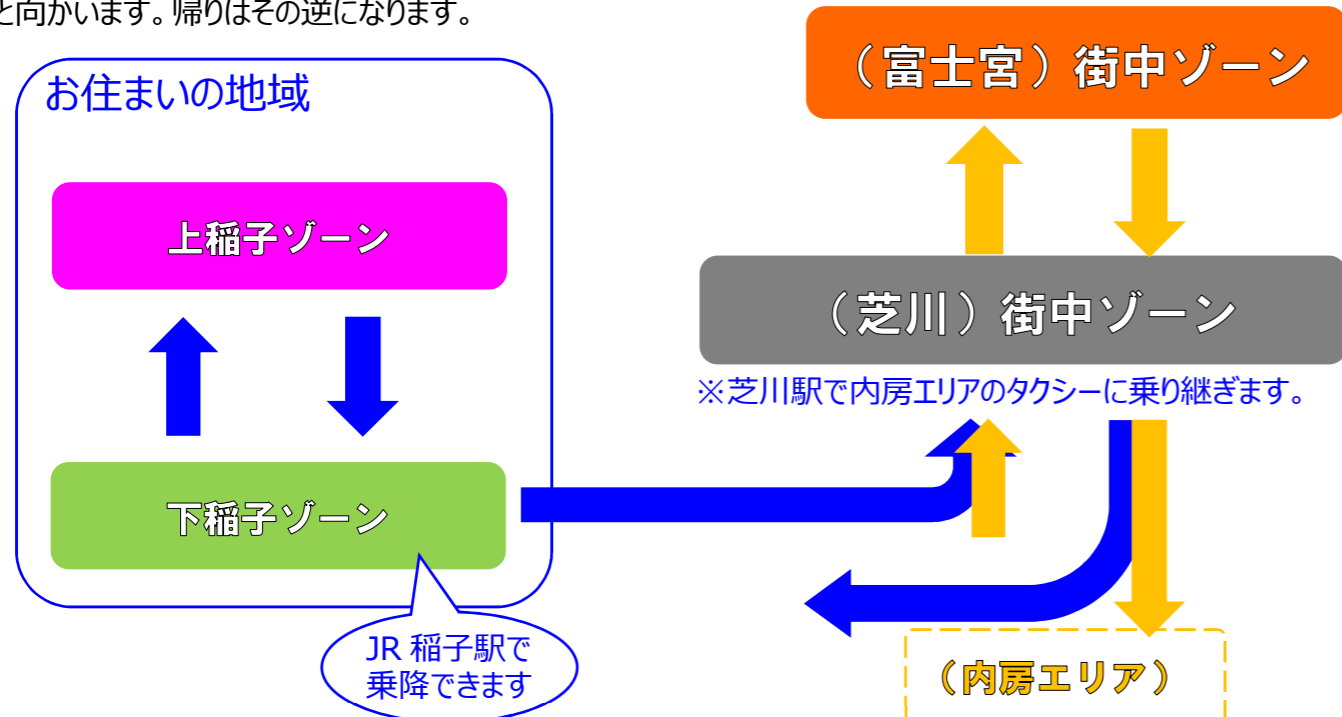 と向かいます。帰りはその逆になります。
お住まいの地域
上稲子ゾーン
下稲子ゾーン
JR 稲子駅で
乗降できます
（富士宮）街中ゾーン
（芝川）街中ゾーン
※芝川駅で内房エリアのタクシーに乗り継ぎます。
（内房エリア）